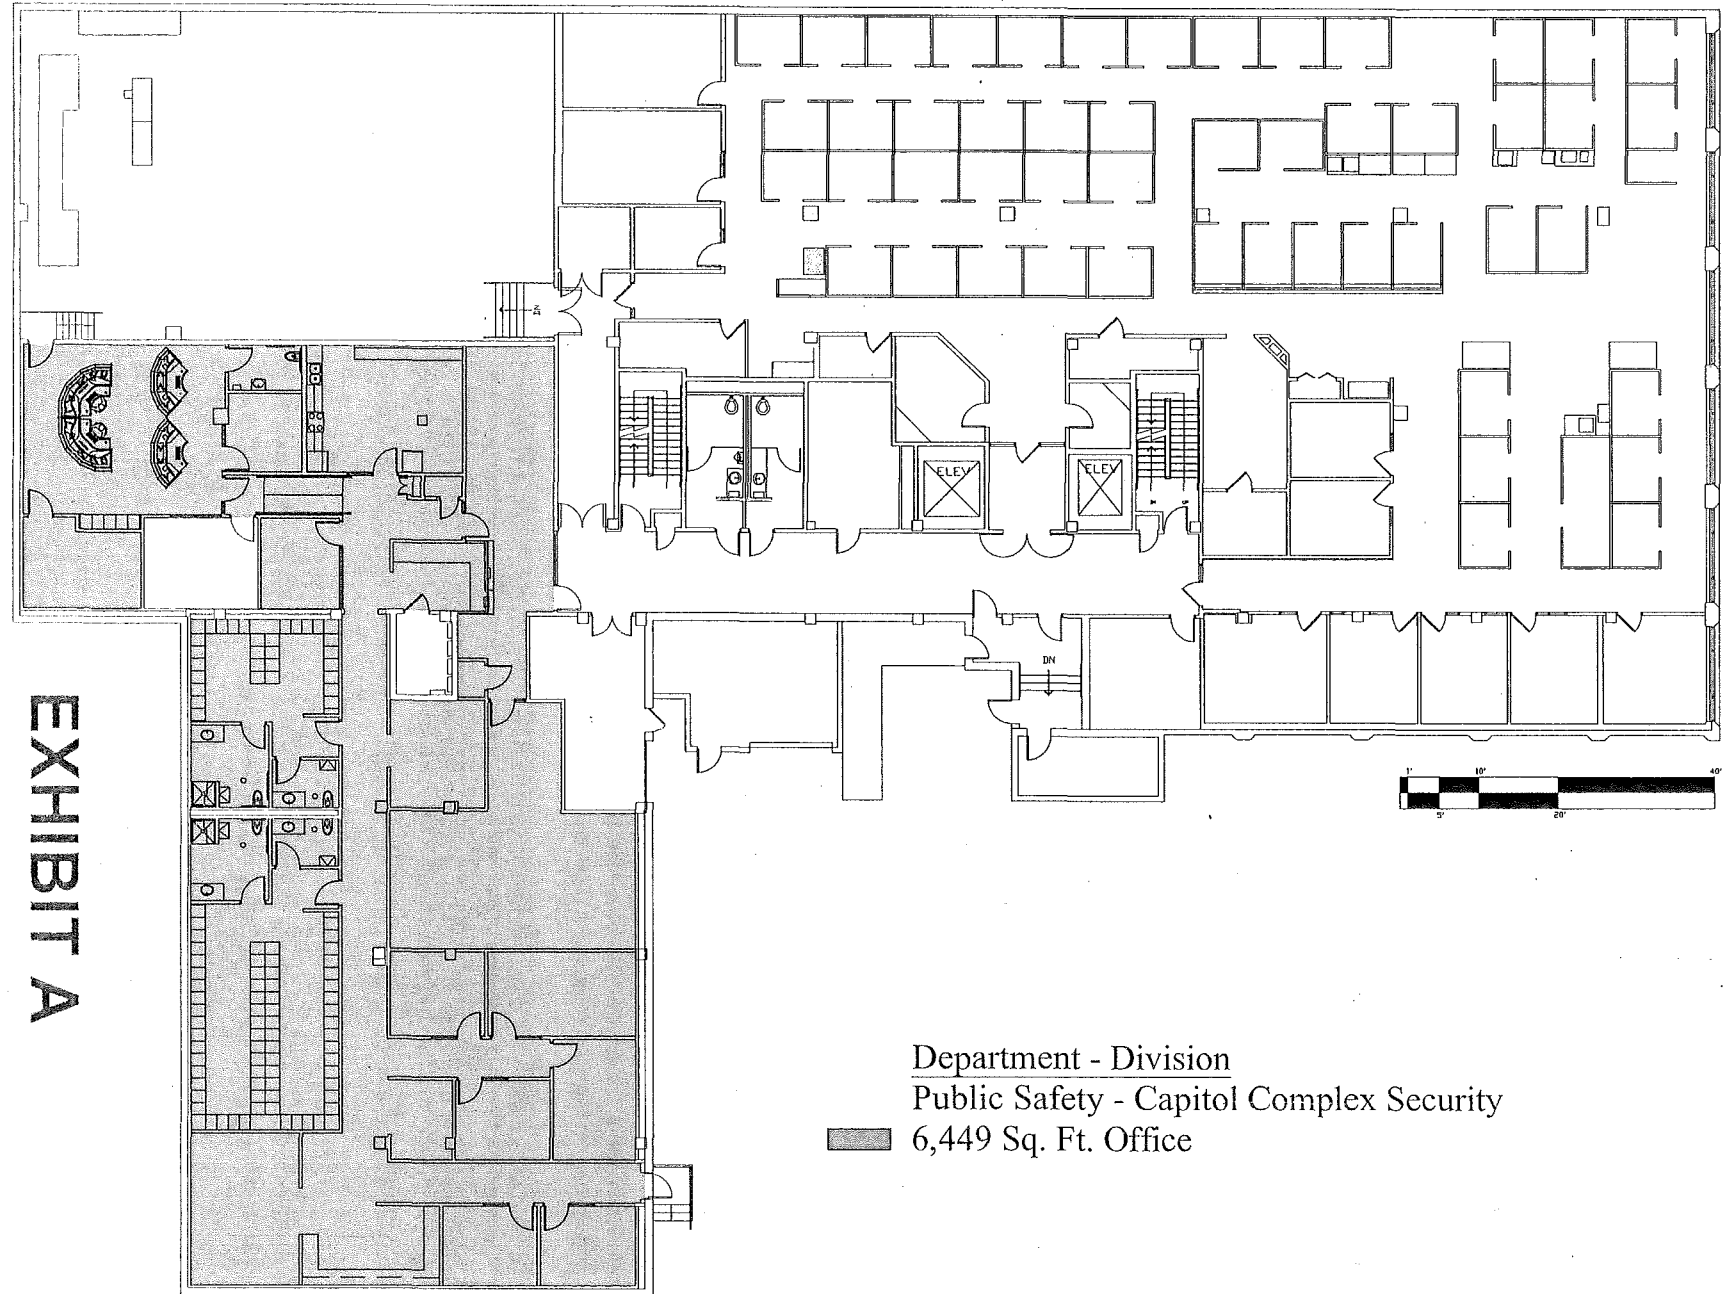 DN
ELEV
ELEV
DN
1' 10' 40'
5' 20'
EXHIBIT A
Department - Division
Public Safety - Capitol Complex Security
6,449 Sq. Ft. Office